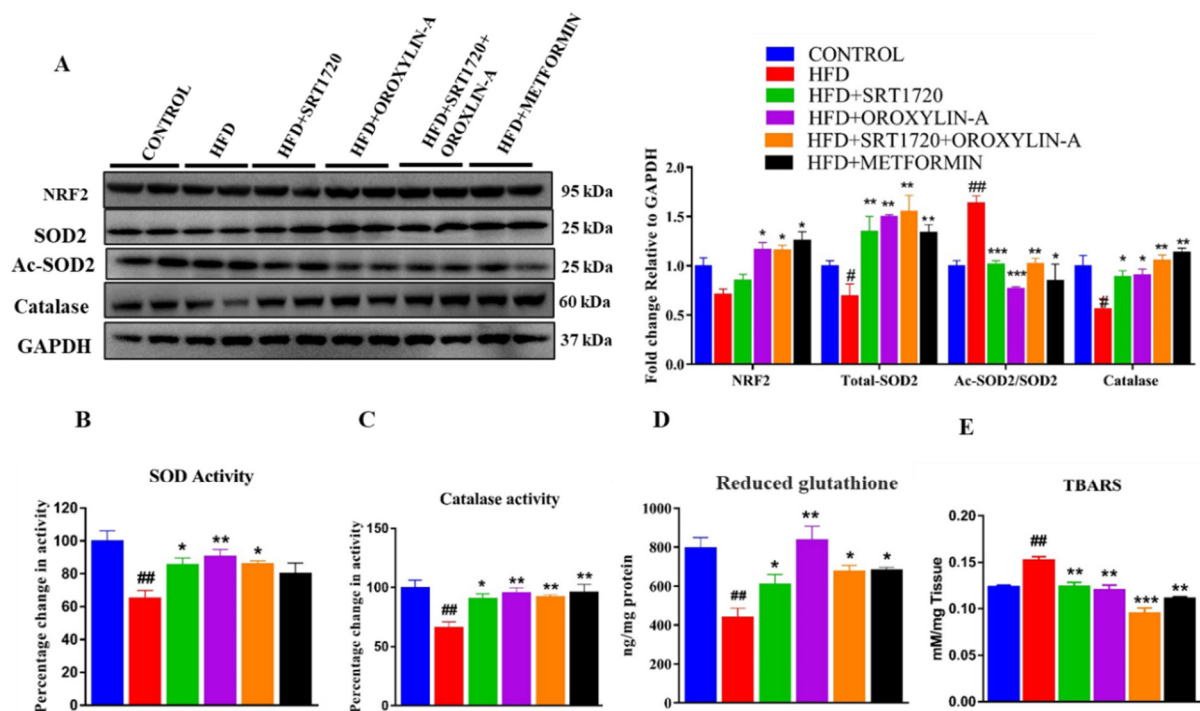 A
CONTROL
HFD
HFD+SRT1720
HFD+OROXYLIN-A
HFD+SRT1720+
OROXLIN-A
HFD+METFORMIN
NRF2
95 kDa
SOD2
25 kDa
Ac-SOD2
25 kDa
Catalase
60 kDa
GAPDH
37 kDa
CONTROL
HFD
HFD+SRT1720
HFD+OROXYLIN-A
HFD+SRT1720+OROXYLIN-A
HFD+METFORMIN
Fold change Relative to GAPDH
2.0
1.5
1.0
0.5
0.0
* * *
# ** ** ** **
## *** *** ** *
# * * ** **
NRF2
Total-SOD2
Ac-SOD2/SOD2
Catalase
B
SOD Activity
Percentage change in activity
120
100
80
60
40
20
0
## * ** *
C
Catalase activity
Percentage change in activity
150
100
50
0
## * ** ** **
D
Reduced glutathione
ng/mg protein
1000
800
600
400
200
0
## * ** * *
E
TBARS
mM/mg Tissue
0.20
0.15
0.10
0.05
0.00
## ** ** *** **